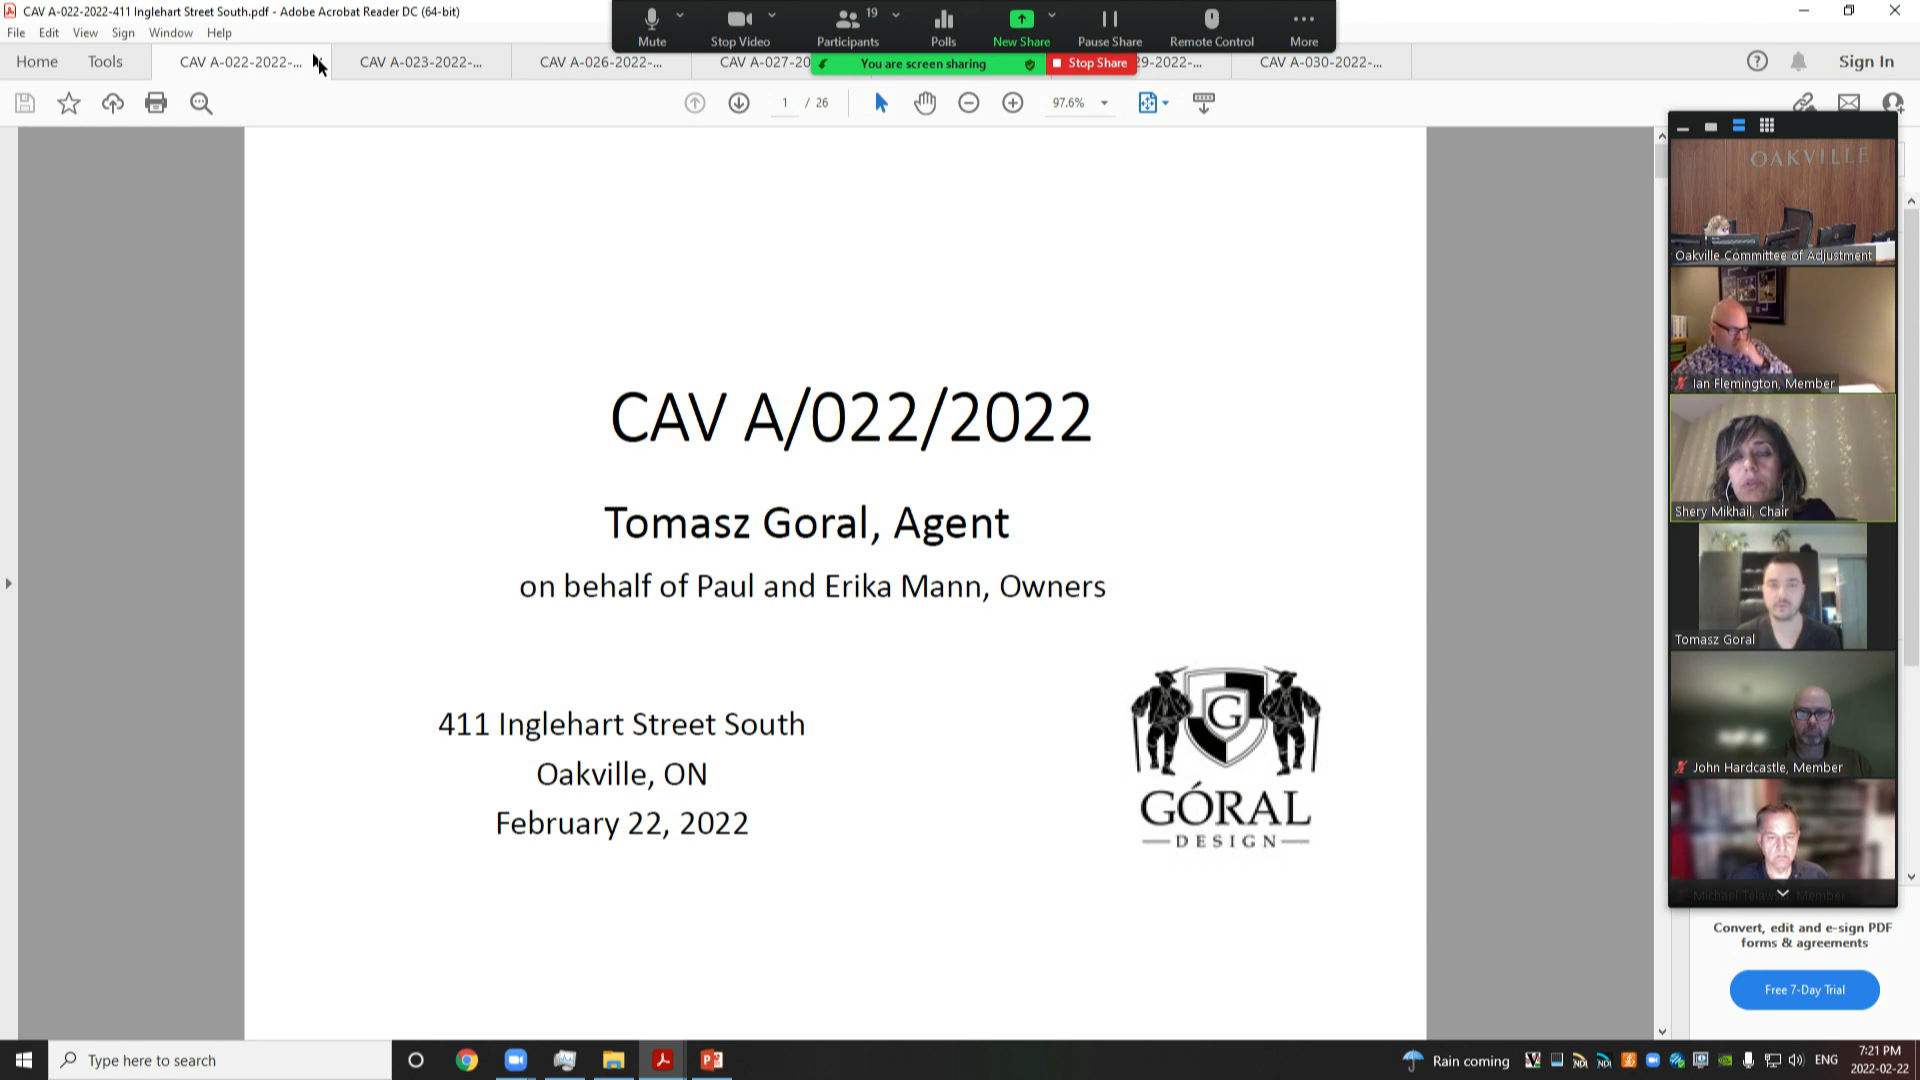 CAV A-022-2022-411 Inglehart Street South.pdf - Adobe Acrobat Reader DC (64-bit)
File Edit View Sign Window Help
Mute Stop Video Participants 19 Polls New Share Pause Share Remote Control More
Home Tools CAV A-022-2022-... CAV A-023-2022-... CAV A-026-2022-... CAV A-027-20 You are screen sharing Stop Share 29-2022-... CAV A-030-2022-... Sign In
1 / 26 97.6%
OAKVILLE
Oakville Committee of Adjustment
Ian Flemington, Member
Shery Mikhail, Chair
Tomasz Goral
John Hardcastle, Member
CAV A/022/2022
Tomasz Goral, Agent
on behalf of Paul and Erika Mann, Owners
411 Inglehart Street South
Oakville, ON
February 22, 2022
G
GÓRAL
DESIGN
Convert, edit and e-sign PDF
forms & agreements
Free 7-Day Trial
Type here to search
Rain coming
ENG
7:21 PM
2022-02-22